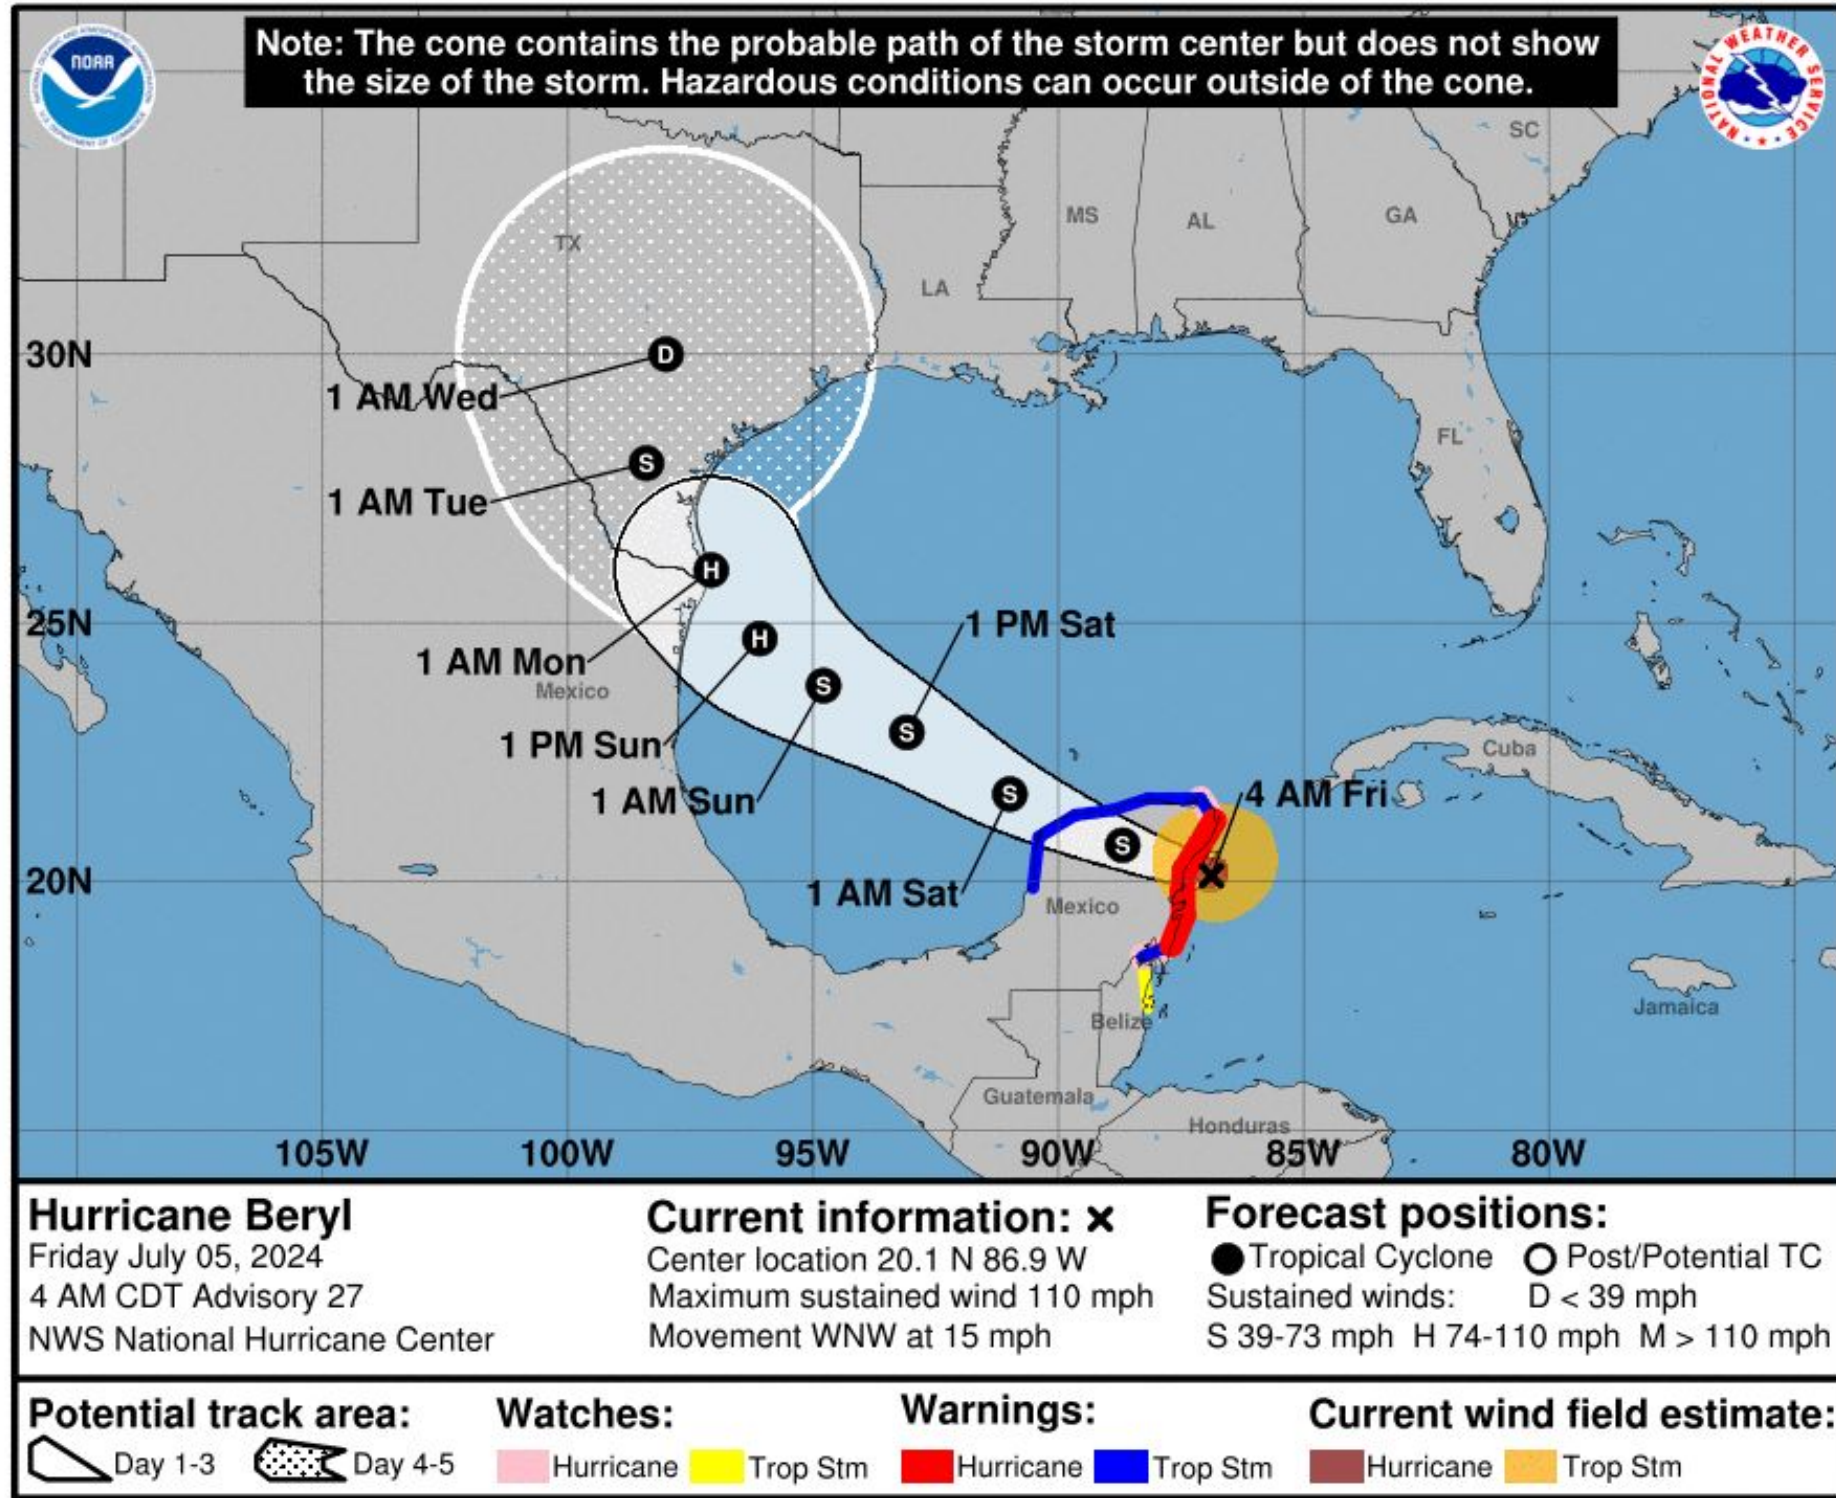 Note: The cone contains the probable path of the storm center but does not show
the size of the storm. Hazardous conditions can occur outside of the cone.
NOAA
NATIONAL WEATHER SERVICE
SC
TX
MS
AL
GA
LA
30N
D
1 AM Wed
FL
S
1 AM Tue
H
25N
1 PM Sat
H
1 AM Mon
Mexico
S
S
1 PM Sun
Cuba
1 AM Sun
S
4 AM Fri
S
20N
1 AM Sat
Mexico
Jamaica
Belize
Guatemala
Honduras
105W 100W 95W 90W 85W 80W
Hurricane Beryl
Friday July 05, 2024
4 AM CDT Advisory 27
NWS National Hurricane Center
Current information: x
Center location 20.1 N 86.9 W
Maximum sustained wind 110 mph
Movement WNW at 15 mph
Forecast positions:
Tropical Cyclone Post/Potential TC
Sustained winds: D < 39 mph
S 39-73 mph H 74-110 mph M > 110 mph
Potential track area:
Day 1-3 Day 4-5
Watches:
Hurricane Trop Stm
Warnings:
Hurricane Trop Stm
Current wind field estimate:
Hurricane Trop Stm